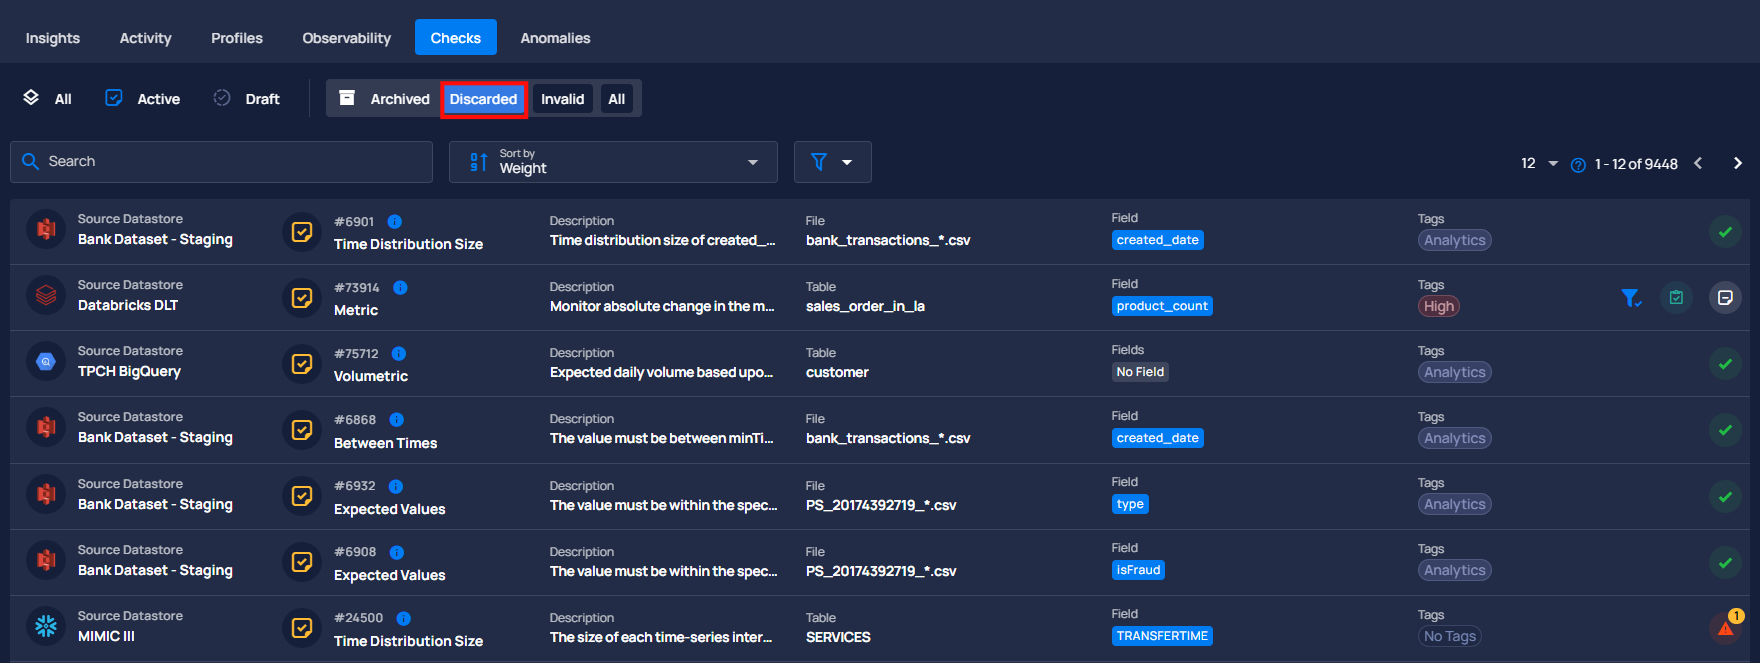 Insights Activity Profiles Observability Checks Anomalies
All Active Draft Archived Discarded Invalid All
Search
Sort by
Weight
12 1 - 12 of 9448
Source Datastore #6901 Description File Field Tags
Bank Dataset - Staging Time Distribution Size Time distribution size of created_... bank_transactions_*.csv created_date Analytics
Source Datastore #73914 Description Table Field Tags
Databricks DLT Metric Monitor absolute change in the m... sales_order_in_la product_count High
Source Datastore #75712 Description Table Fields Tags
TPCH BigQuery Volumetric Expected daily volume based upo... customer No Field Analytics
Source Datastore #6868 Description File Field Tags
Bank Dataset - Staging Between Times The value must be between minTi... bank_transactions_*.csv created_date Analytics
Source Datastore #6932 Description File Field Tags
Bank Dataset - Staging Expected Values The value must be within the spec... PS_20174392719_*.csv type Analytics
Source Datastore #6908 Description File Field Tags
Bank Dataset - Staging Expected Values The value must be within the spec... PS_20174392719_*.csv isFraud Analytics
Source Datastore #24500 Description Table Field Tags 1
MIMIC III Time Distribution Size The size of each time-series inter... SERVICES TRANSFERTIME No Tags